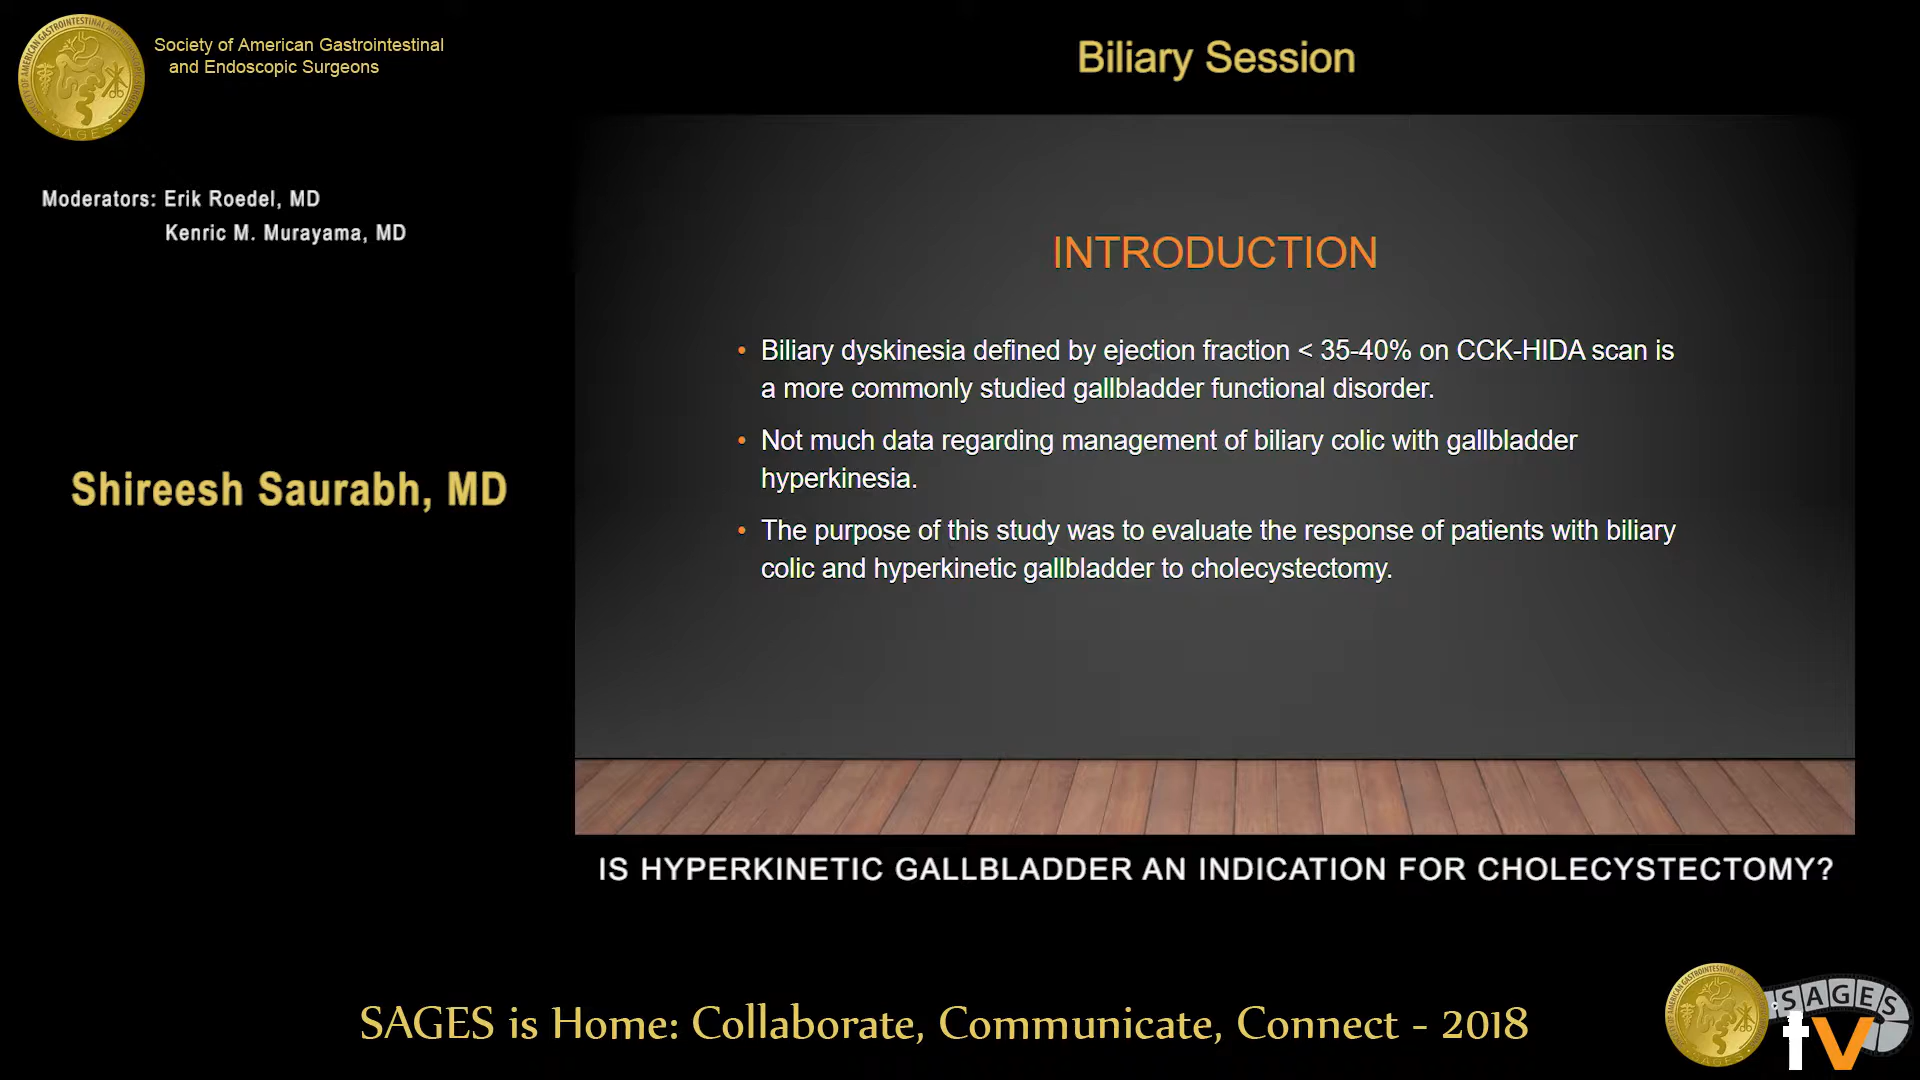 Society of American Gastrointestinal
and Endoscopic Surgeons
Biliary Session
Moderators: Erik Roedel, MD
Kenric M. Murayama, MD
Shireesh Saurabh, MD
INTRODUCTION
• Biliary dyskinesia defined by ejection fraction < 35-40% on CCK-HIDA scan is
a more commonly studied gallbladder functional disorder.
• Not much data regarding management of biliary colic with gallbladder
hyperkinesia.
• The purpose of this study was to evaluate the response of patients with biliary
colic and hyperkinetic gallbladder to cholecystectomy.
IS HYPERKINETIC GALLBLADDER AN INDICATION FOR CHOLECYSTECTOMY?
SAGES is Home: Collaborate, Communicate, Connect - 2018
SAGES
tv
SAGES